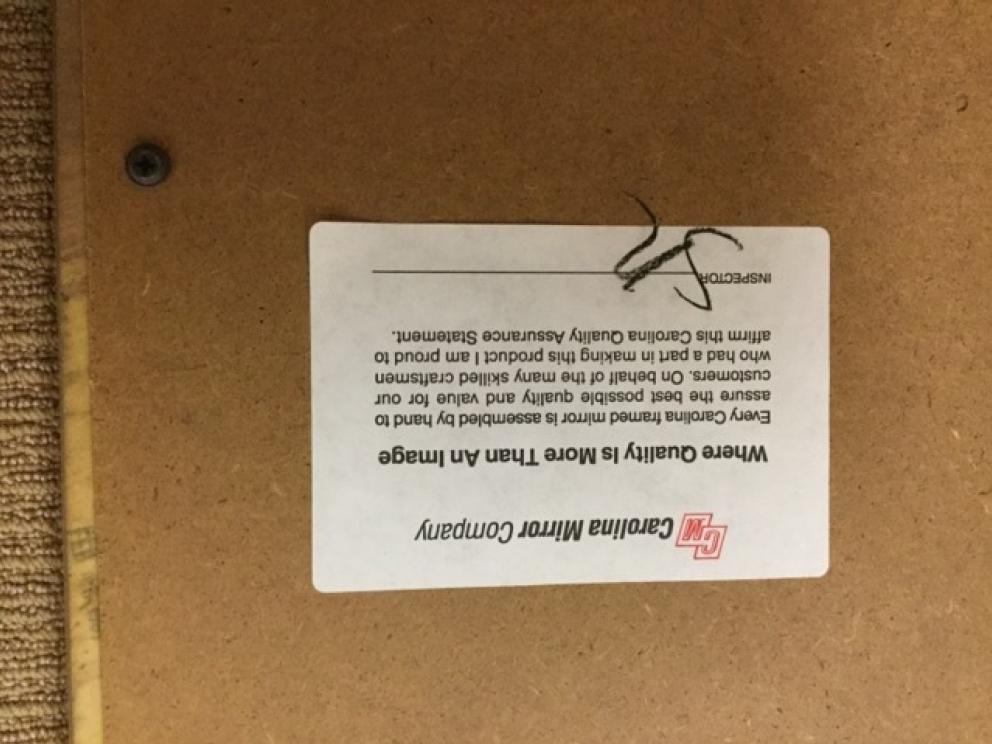 CM Carolina Mirror Company
Where Quality Is More Than An Image
Every Carolina framed mirror is assembled by hand to
assure the best possible quality and value for our
customers. On behalf of the many skilled craftsmen
who had a part in making this product I am proud to
affirm this Carolina Quality Assurance Statement.
INSPECTOR